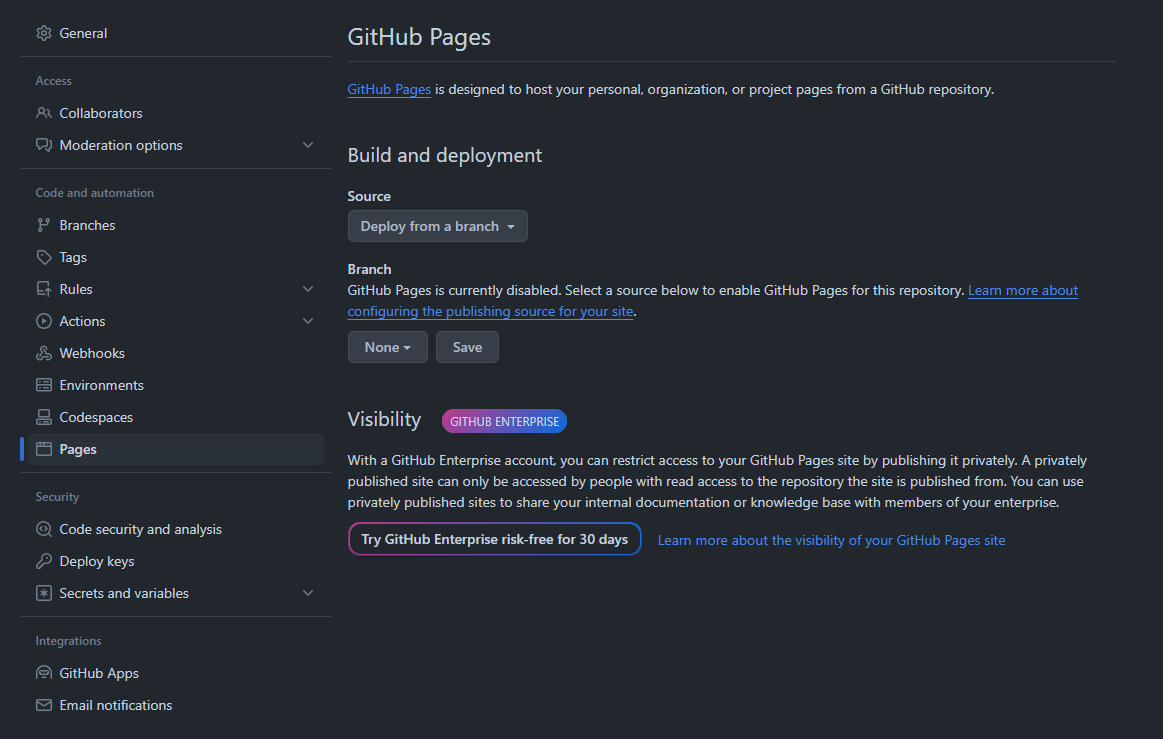 General
Access
Collaborators
Moderation options
Code and automation
Branches
Tags
Rules
Actions
Webhooks
Environments
Codespaces
Pages
Security
Code security and analysis
Deploy keys
Secrets and variables
Integrations
GitHub Apps
Email notifications
GitHub Pages
GitHub Pages is designed to host your personal, organization, or project pages from a GitHub repository.
Build and deployment
Source
Deploy from a branch
Branch
GitHub Pages is currently disabled. Select a source below to enable GitHub Pages for this repository. Learn more about
configuring the publishing source for your site.
None
Save
Visibility
GITHUB ENTERPRISE
With a GitHub Enterprise account, you can restrict access to your GitHub Pages site by publishing it privately. A privately
published site can only be accessed by people with read access to the repository the site is published from. You can use
privately published sites to share your internal documentation or knowledge base with members of your enterprise.
Try GitHub Enterprise risk-free for 30 days
Learn more about the visibility of your GitHub Pages site